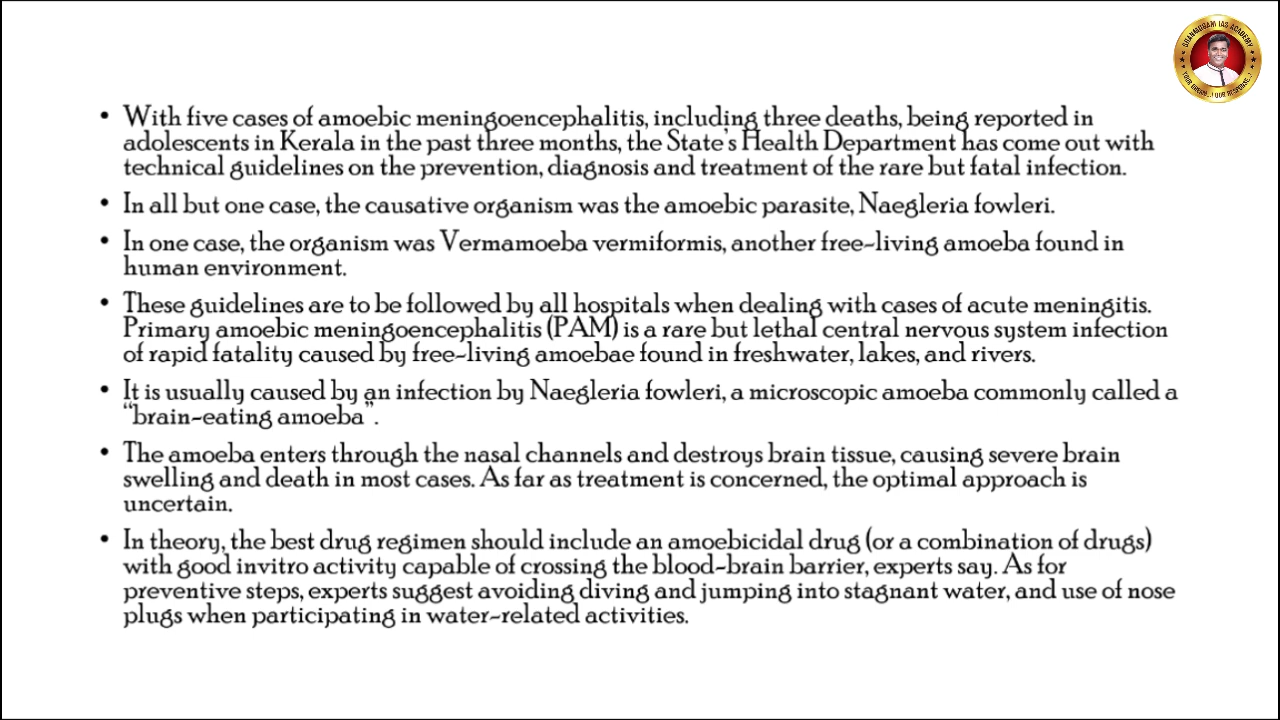 SHANMUGAM IAS ACADEMY
• With five cases of amoebic meningoencephalitis, including three deaths, being reported in
adolescents in Kerala in the past three months, the State's Health Department has come out with
technical guidelines on the prevention, diagnosis and treatment of the rare but fatal infection.
• In all but one case, the causative organism was the amoebic parasite, Naegleria fowleri.
• In one case, the organism was Vermamoeba vermiformis, another free-living amoeba found in
human environment.
• These guidelines are to be followed by all hospitals when dealing with cases of acute meningitis.
Primary amoebic meningoencephalitis (PAM) is a rare but lethal central nervous system infection
of rapid fatality caused by free-living amoebae found in freshwater, lakes, and rivers.
• It is usually caused by an infection by Naegleria fowleri, a microscopic amoeba commonly called a
“brain-eating amoeba”.
• The amoeba enters through the nasal channels and destroys brain tissue, causing severe brain
swelling and death in most cases. As far as treatment is concerned, the optimal approach is
uncertain.
• In theory, the best drug regimen should include an amoebicidal drug (or a combination of drugs)
with good invitro activity capable of crossing the blood-brain barrier, experts say. As for
preventive steps, experts suggest avoiding diving and jumping into stagnant water, and use of nose
plugs when participating in water-related activities.